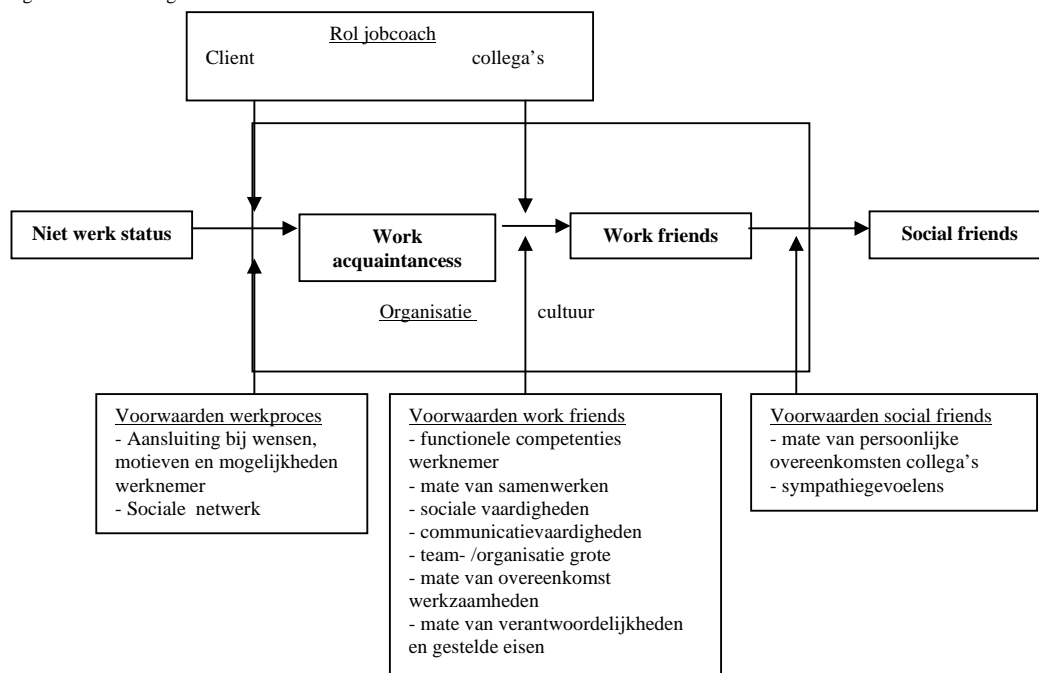 Rol jobcoach
Client collega's
Niet werk status
Work
acquaintancess
Work friends
Social friends
Organisatie cultuur
Voorwaarden werkproces
- Aansluiting bij wensen,
motieven en mogelijkheden
werknemer
- Sociale netwerk
Voorwaarden work friends
- functionele competenties
werknemer
- mate van samenwerken
- sociale vaardigheden
- communicatievaardigheden
- team- /organisatie grote
- mate van overeenkomst
werkzaamheden
- mate van verantwoordelijkheden
en gestelde eisen
Voorwaarden social friends
- mate van persoonlijke
overeenkomsten collega's
- sympathiegevoelens